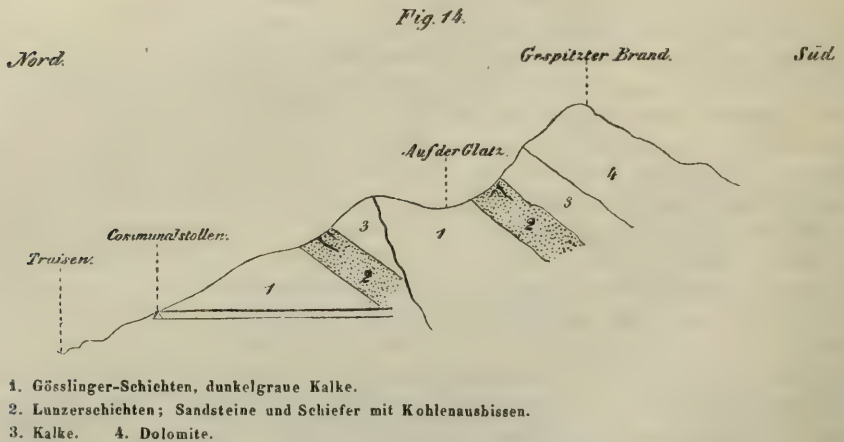 Fig. 14.
Nord. Süd.
Gespitzter Brand.
Auf der Glatz.
Communalstollen.
Traisen.
4
3 3
1 2
2
1
1. Gösslinger-Schichten, dunkelgraue Kalke.
2. Lunzerschichten; Sandsteine und Schiefer mit Kohlenausbissen.
3. Kalke. 4. Dolomite.